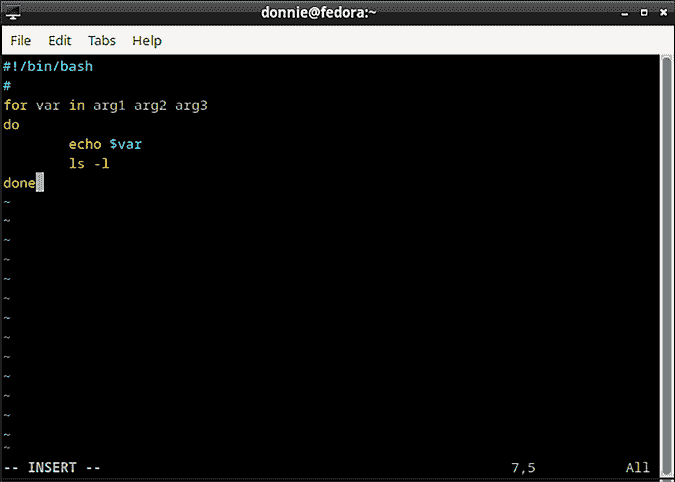 donnie@fedora:~
File Edit Tabs Help
#!/bin/bash
#
for var in arg1 arg2 arg3
do
        echo $var
        ls -l
done
~
~
~
~
~
~
~
~
~
~
~
~
~
~
-- INSERT -- 7,5 All